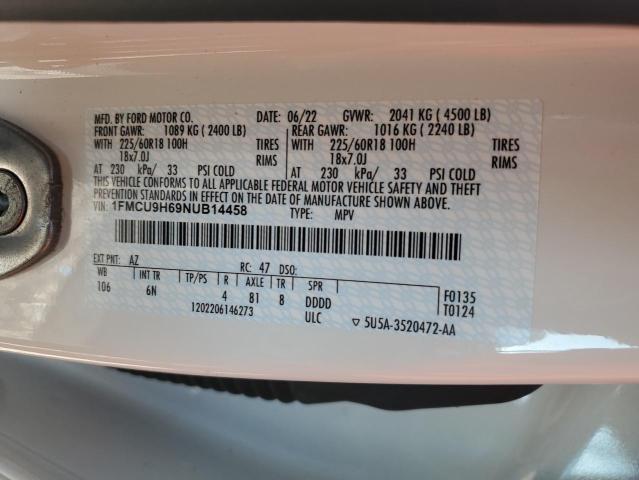 MFD. BY FORD MOTOR CO. DATE: 06/22 GVWR: 2041 KG ( 4500 LB)
FRONT GAWR: 1089 KG ( 2400 LB) REAR GAWR: 1016 KG ( 2240 LB)
WITH 225/60R18 100H TIRES WITH 225/60R18 100H TIRES
18x7.0J RIMS 18x7.0J RIMS
AT 230 kPa/ 33 PSI COLD AT 230 kPa/ 33 PSI COLD
THIS VEHICLE CONFORMS TO ALL APPLICABLE FEDERAL MOTOR VEHICLE SAFETY AND THEFT
PREVENTION STANDARDS IN EFFECT ON THE DATE OF MANUFACTURE SHOWN ABOVE.
VIN: 1FMCU9H69NUB14458 TYPE: MPV
EXT PNT: AZ RC: 47 DSO:
WB INT TR TP/PS R AXLE TR SPR
106 6N 4 81 8 DDDD F0135
1202206146273 ULC T0124
5U5A-3520472-AA